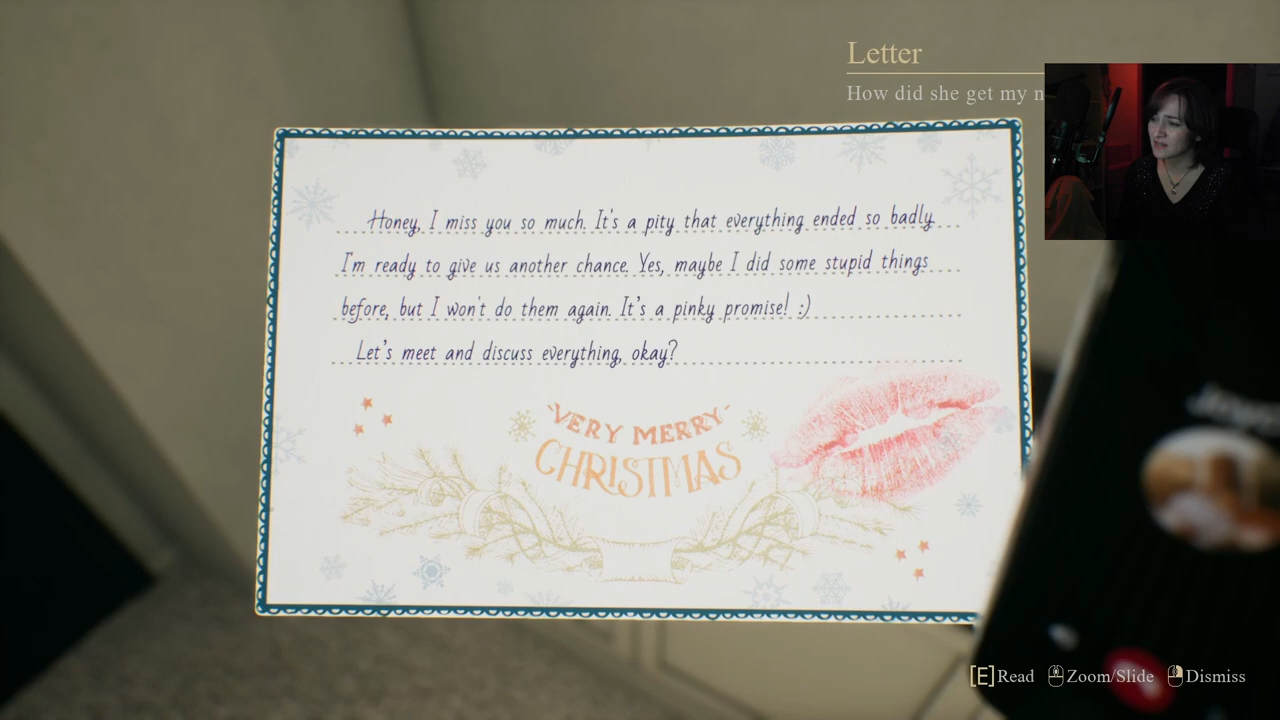 Letter
How did she get my
Honey, I miss you so much. It's a pity that everything ended so badly.
I'm ready to give us another chance. Yes, maybe I did some stupid things
before, but I won't do them again. It's a pinky promise! :)
Let's meet and discuss everything, okay?
VERY MERRY
CHRISTMAS
[E]Read Zoom/Slide Dismiss